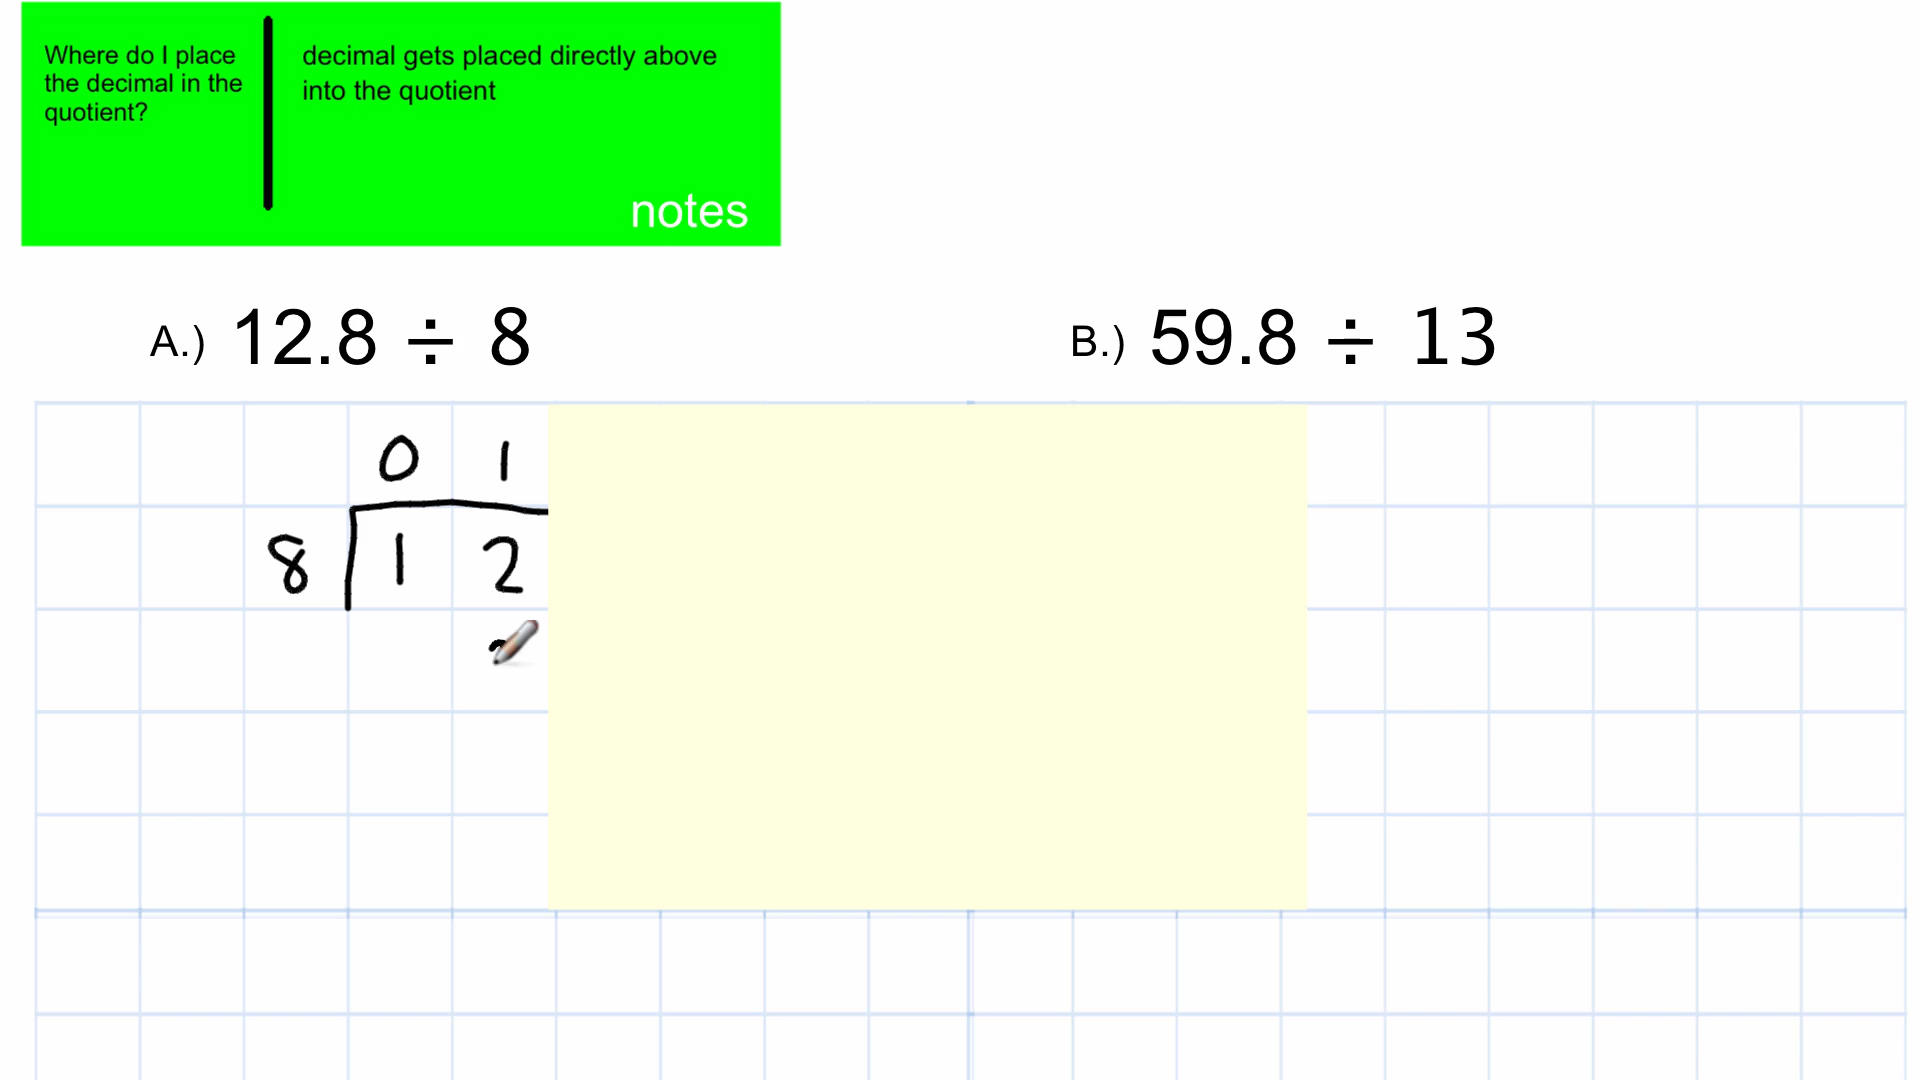 Where do I place
the decimal in the
quotient?
decimal gets placed directly above
into the quotient
notes
A.) 12.8 ÷ 8
B.) 59.8 ÷ 13
0 1
8 1 2